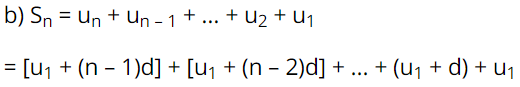 b) Sₙ = uₙ + uₙ ₋ ₁ + ... + u₂ + u₁
= [u₁ + (n – 1)d] + [u₁ + (n – 2)d] + ... + (u₁ + d) + u₁